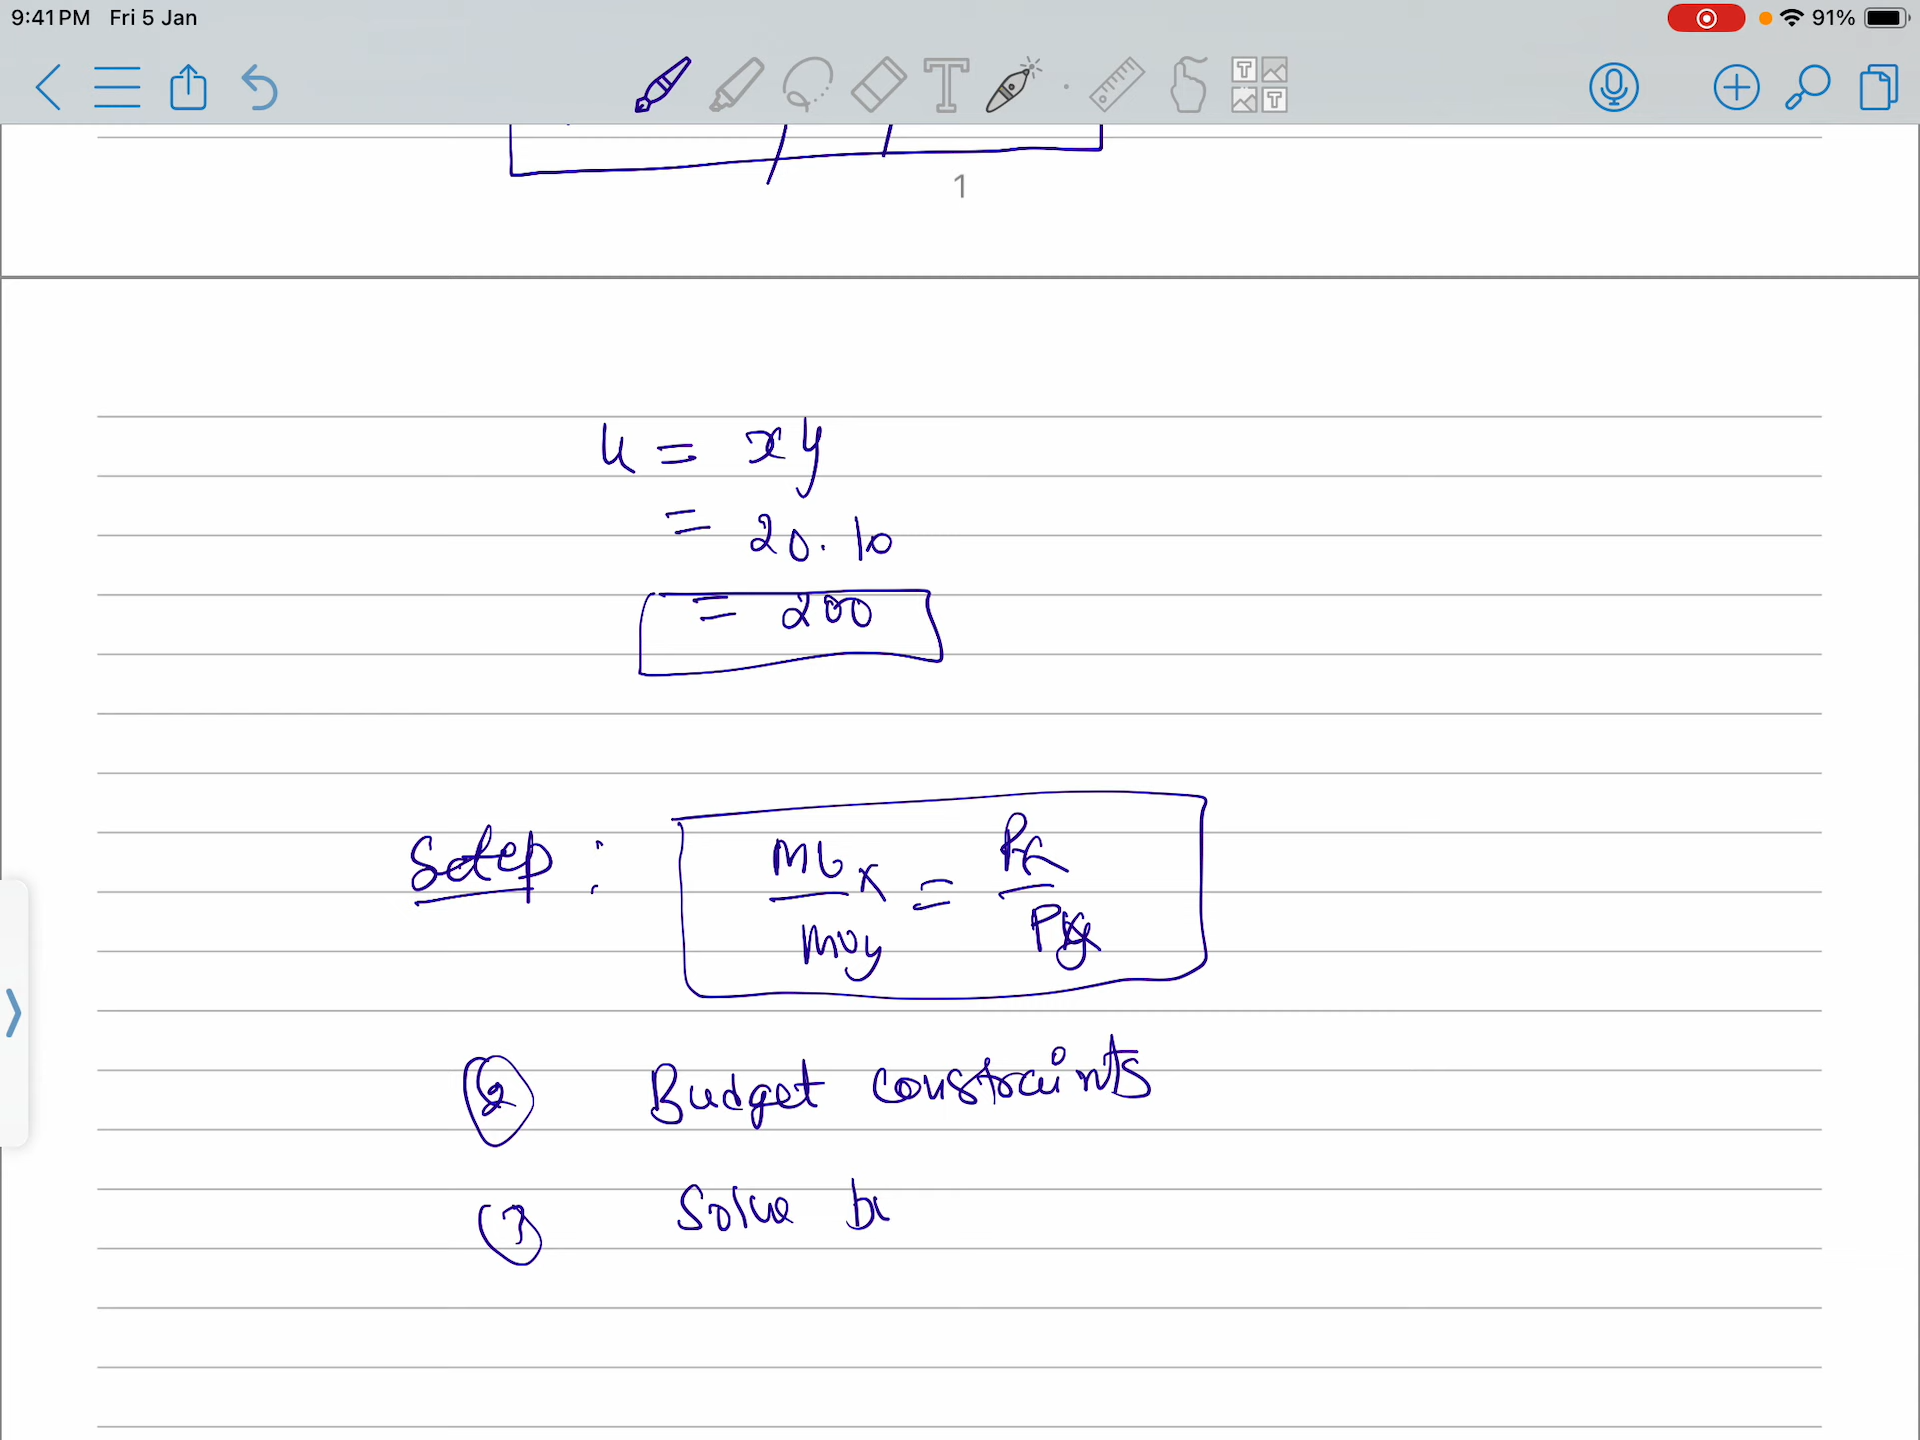 9:41 PM Fri 5 Jan 91%
1
u = xy
= 20.10
= 200
Setep : MUx = Px
MUy Py
2 Budget constraints
3 Solve